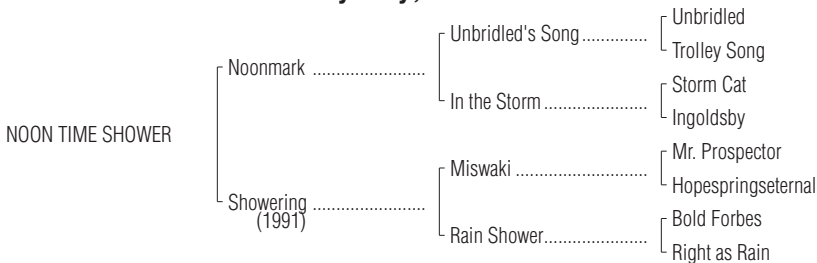 Unbridled
Unbridled's Song..............
Trolley Song
Noonmark ........................
Storm Cat
In the Storm......................
Ingoldsby
NOON TIME SHOWER
Mr. Prospector
Miswaki ............................
Hopespringseternal
Showering ........................
(1991)
Bold Forbes
Rain Shower......................
Right as Rain